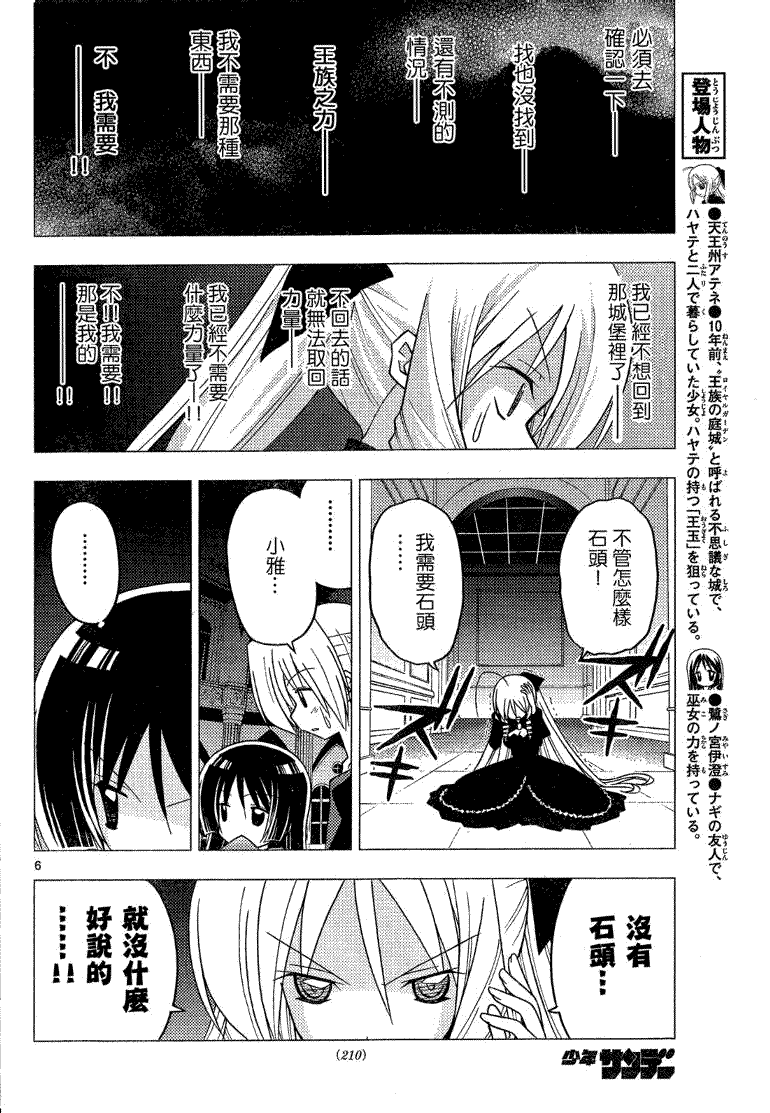 必須去
確認一下──
找也沒找到──
還有不測的
情況──
王族之力──
我不需要那種
東西──
不 我需要
──!!
我已經不想回到
那城堡裡了──
不回去的話
就無法取回
力量──
我已經不需要
什麼力量了──!!
不!!我需要!!
那是我的
──!!
不管怎麼樣
石頭!
我需要石頭
……
………
小雅…
………
沒有
石頭…
就沒什麼
好說的
……!!
登場人物
とうじょうじんぶつ
●天王州アテネ●10年前、〝王族の庭城〟と呼ばれる不思議な城で、
ハヤテと二人で暮らしていた少女。ハヤテの持つ「王玉」を狙っている。
●鷺ノ宮伊澄●ナギの友人で、
巫女の力を持っている。
6
(210)
少年サンデー